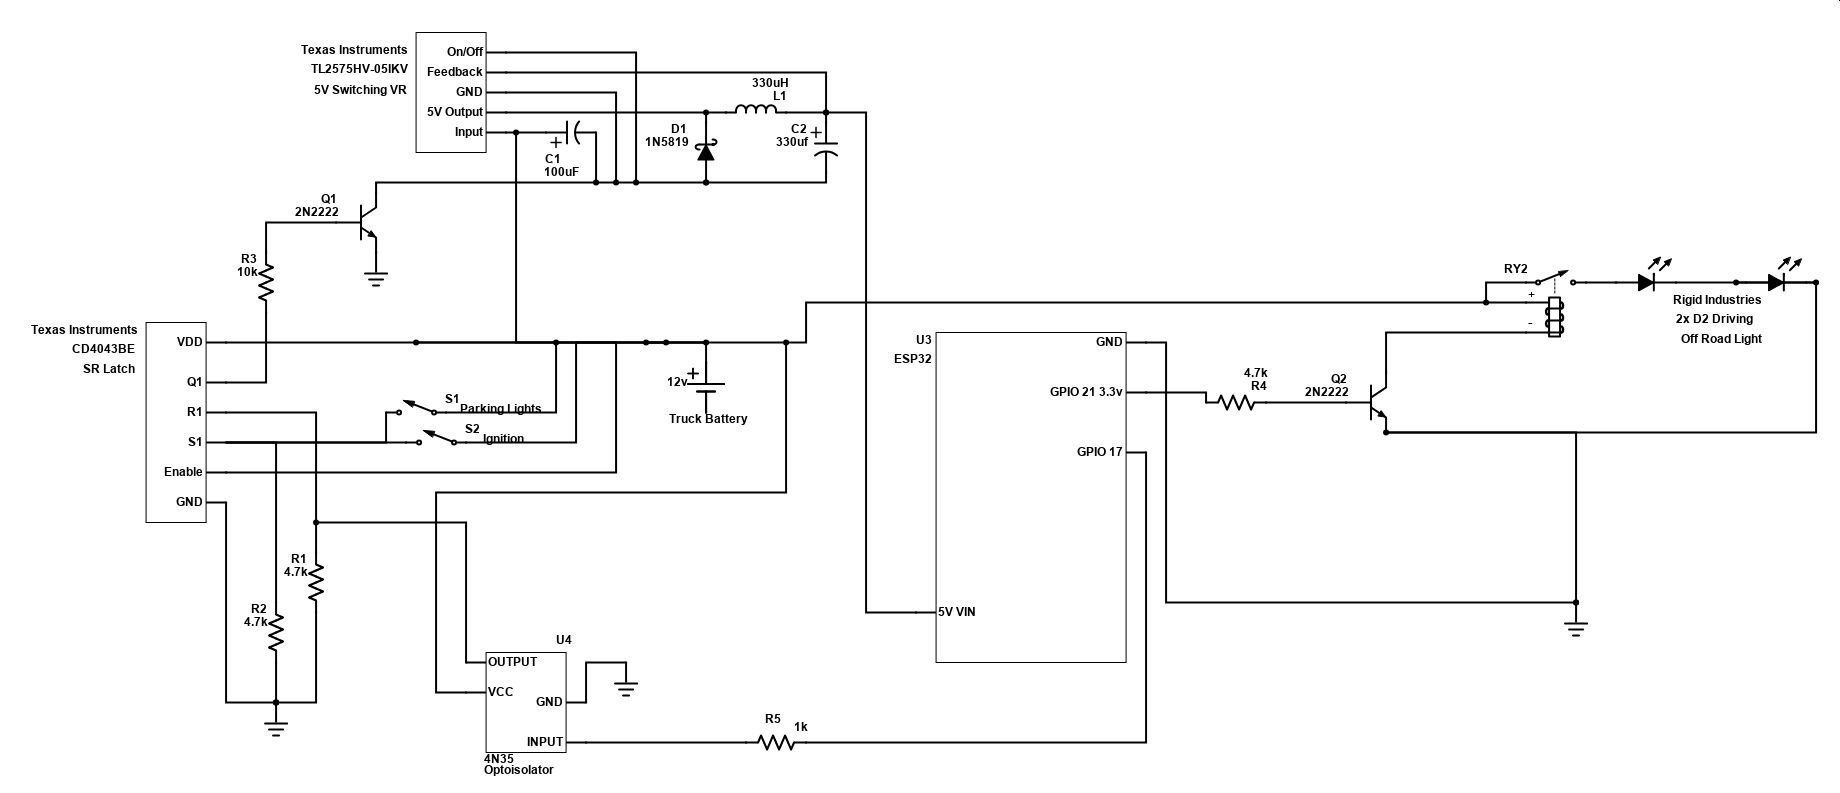 Texas Instruments
TL2575HV-05IKV
5V Switching VR
On/Off
Feedback
GND
5V Output
Input
+
C1
100uF
D1
1N5819
330uH
L1
C2
330uf
+
Q1
2N2222
R3
10k
Texas Instruments
CD4043BE
SR Latch
VDD
Q1
R1
S1
Enable
GND
S1
Parking Lights
S2
Ignition
+
12v
Truck Battery
R1
4.7k
R2
4.7k
U4
OUTPUT
VCC
GND
INPUT
4N35
Optoisolator
R5
1k
U3
ESP32
GND
GPIO 21 3.3v
GPIO 17
5V VIN
4.7k
R4
Q2
2N2222
RY2
+
-
Rigid Industries
2x D2 Driving
Off Road Light